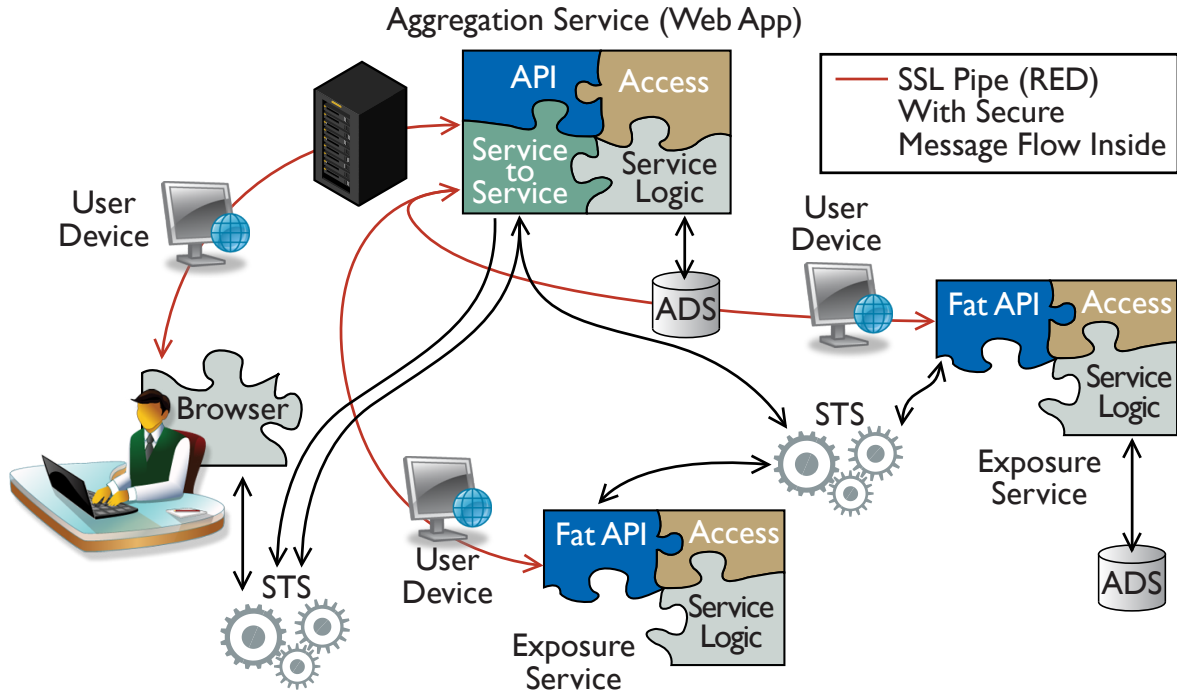 Aggregation Service (Web App)
API
Access
Service
to
Service
Service
Logic
SSL Pipe (RED)
With Secure
Message Flow Inside
User
Device
User
Device
ADS
Fat API
Access
Service
Logic
Browser
STS
Exposure
Service
Fat API
Access
User
Device
STS
Service
Logic
ADS
Exposure
Service